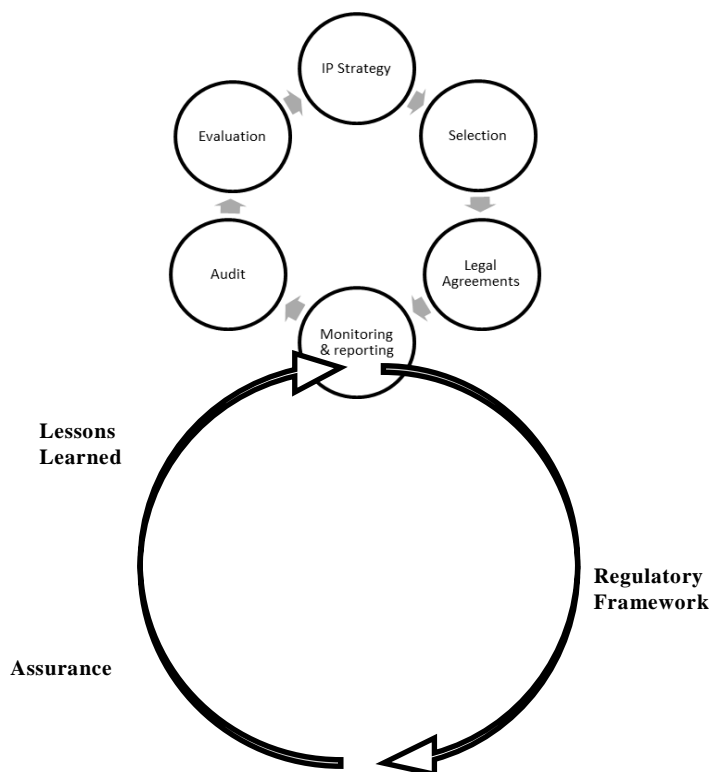 IP Strategy
Evaluation
Selection
Audit
Legal
Agreements
Monitoring
& reporting
Lessons
Learned
Regulatory
Framework
Assurance